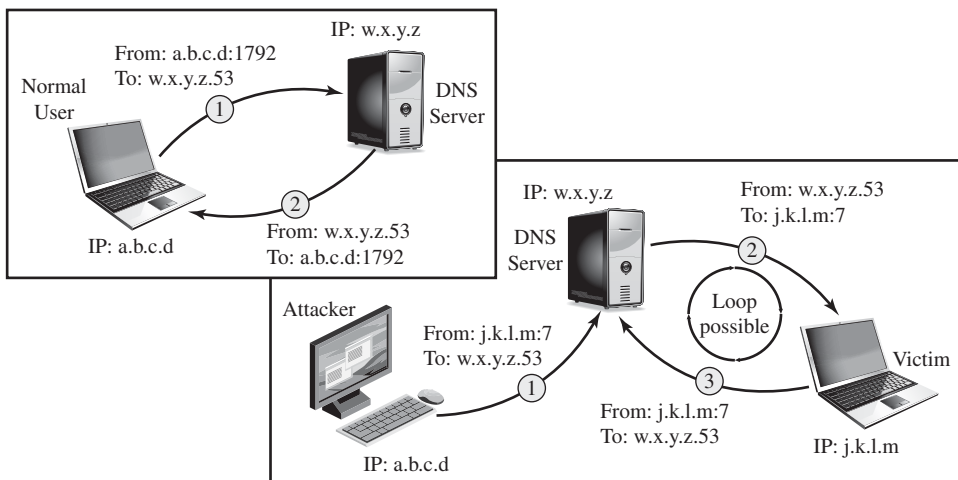 IP: w.x.y.z
From: a.b.c.d:1792
To: w.x.y.z.53
Normal
User
1
DNS
Server
2
From: w.x.y.z.53
To: a.b.c.d:1792
IP: a.b.c.d
IP: w.x.y.z
DNS
Server
From: w.x.y.z.53
To: j.k.l.m:7
2
Attacker
From: j.k.l.m:7
To: w.x.y.z.53
1
Loop
possible
Victim
3
From: j.k.l.m:7
To: w.x.y.z.53
IP: a.b.c.d
IP: j.k.l.m